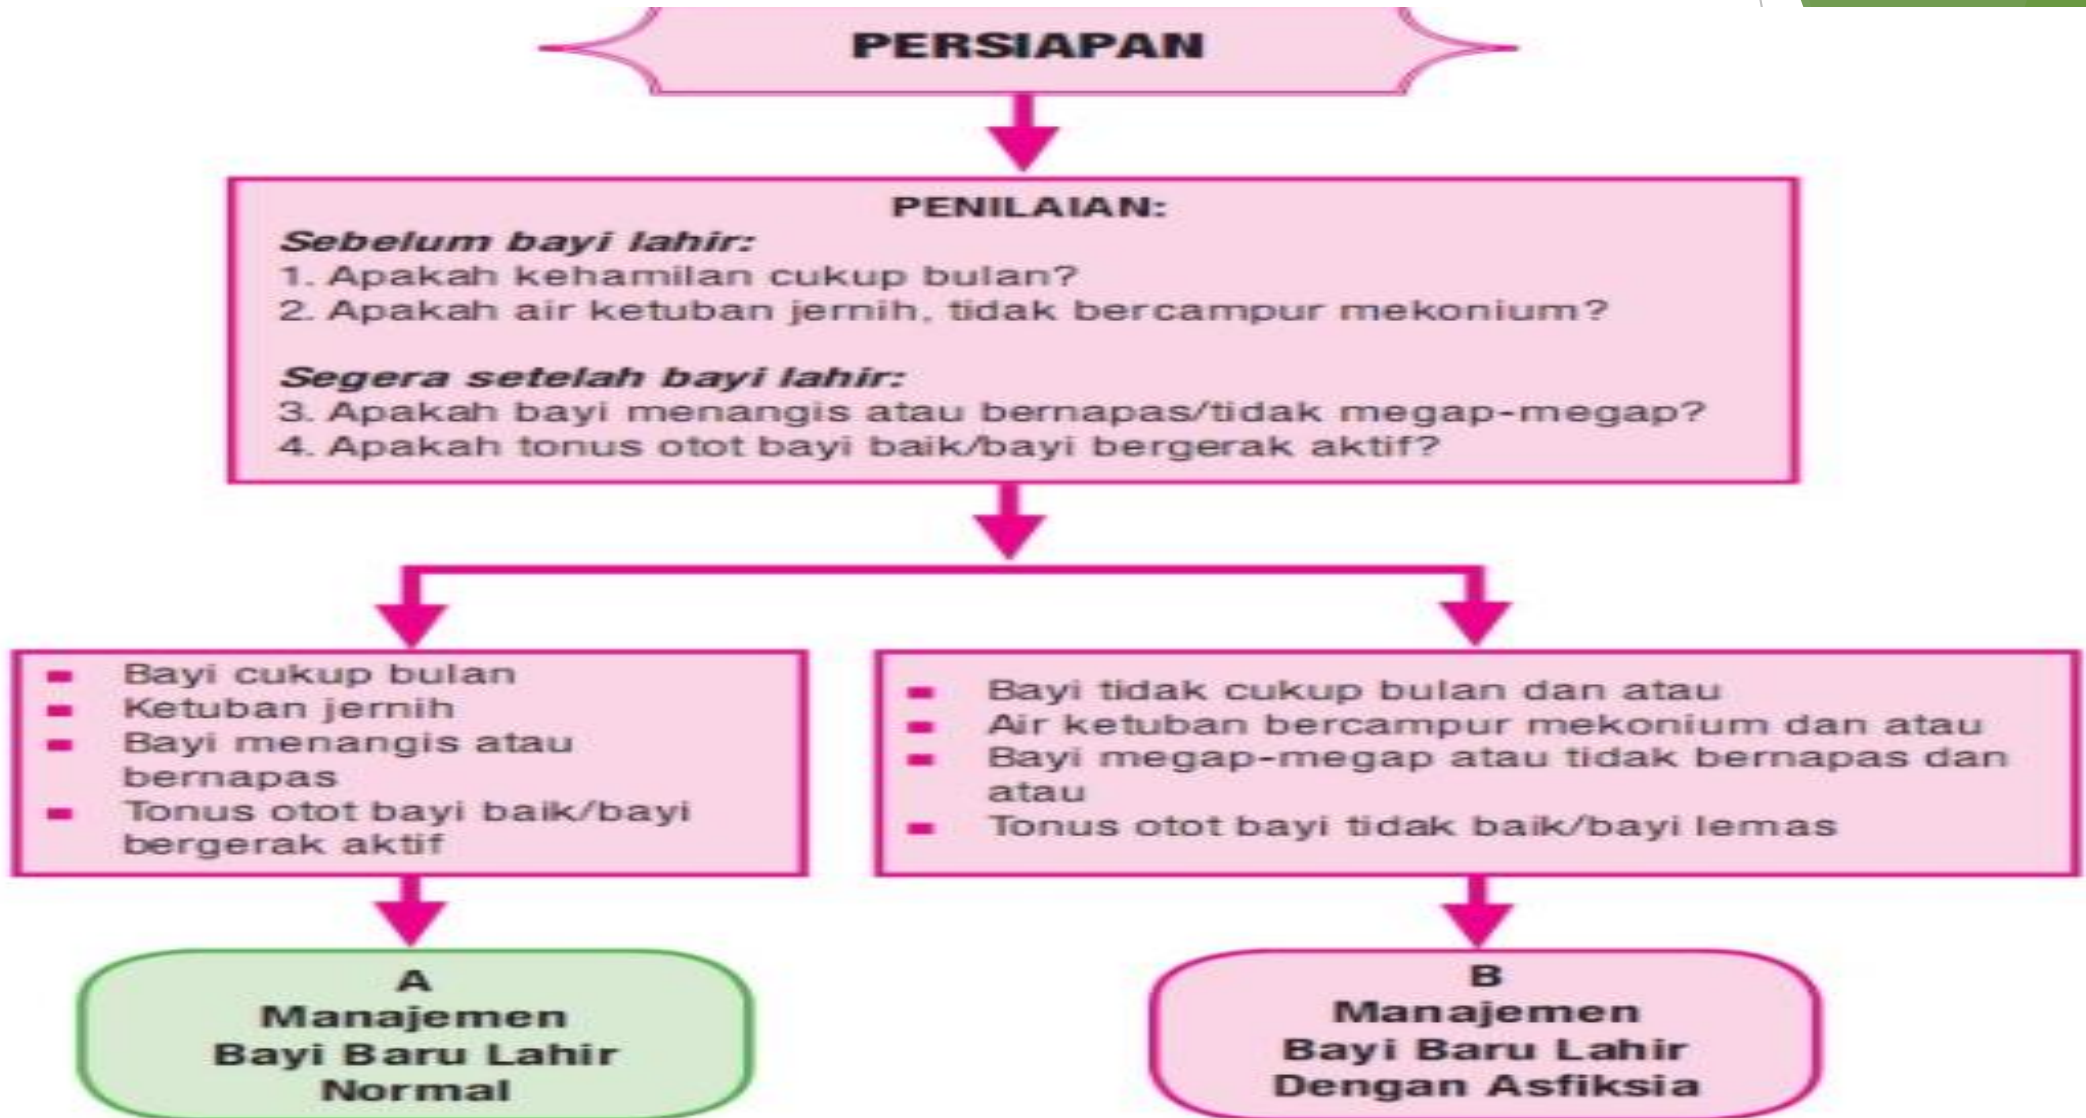 PERSIAPAN
PENILAIAN:
Sebelum bayi lahir:
1. Apakah kehamilan cukup bulan?
2. Apakah air ketuban jernih, tidak bercampur mekonium?
Segera setelah bayi lahir:
3. Apakah bayi menangis atau bernapas/tidak megap-megap?
4. Apakah tonus otot bayi baik/bayi bergerak aktif?
Bayi cukup bulan
Ketuban jernih
Bayi menangis atau
bernapas
Tonus otot bayi baik/bayi
bergerak aktif
Bayi tidak cukup bulan dan atau
Air ketuban bercampur mekonium dan atau
Bayi megap-megap atau tidak bernapas dan
atau
Tonus otot bayi tidak baik/bayi lemas
A
Manajemen
Bayi Baru Lahir
Normal
B
Manajemen
Bayi Baru Lahir
Dengan Asfiksia